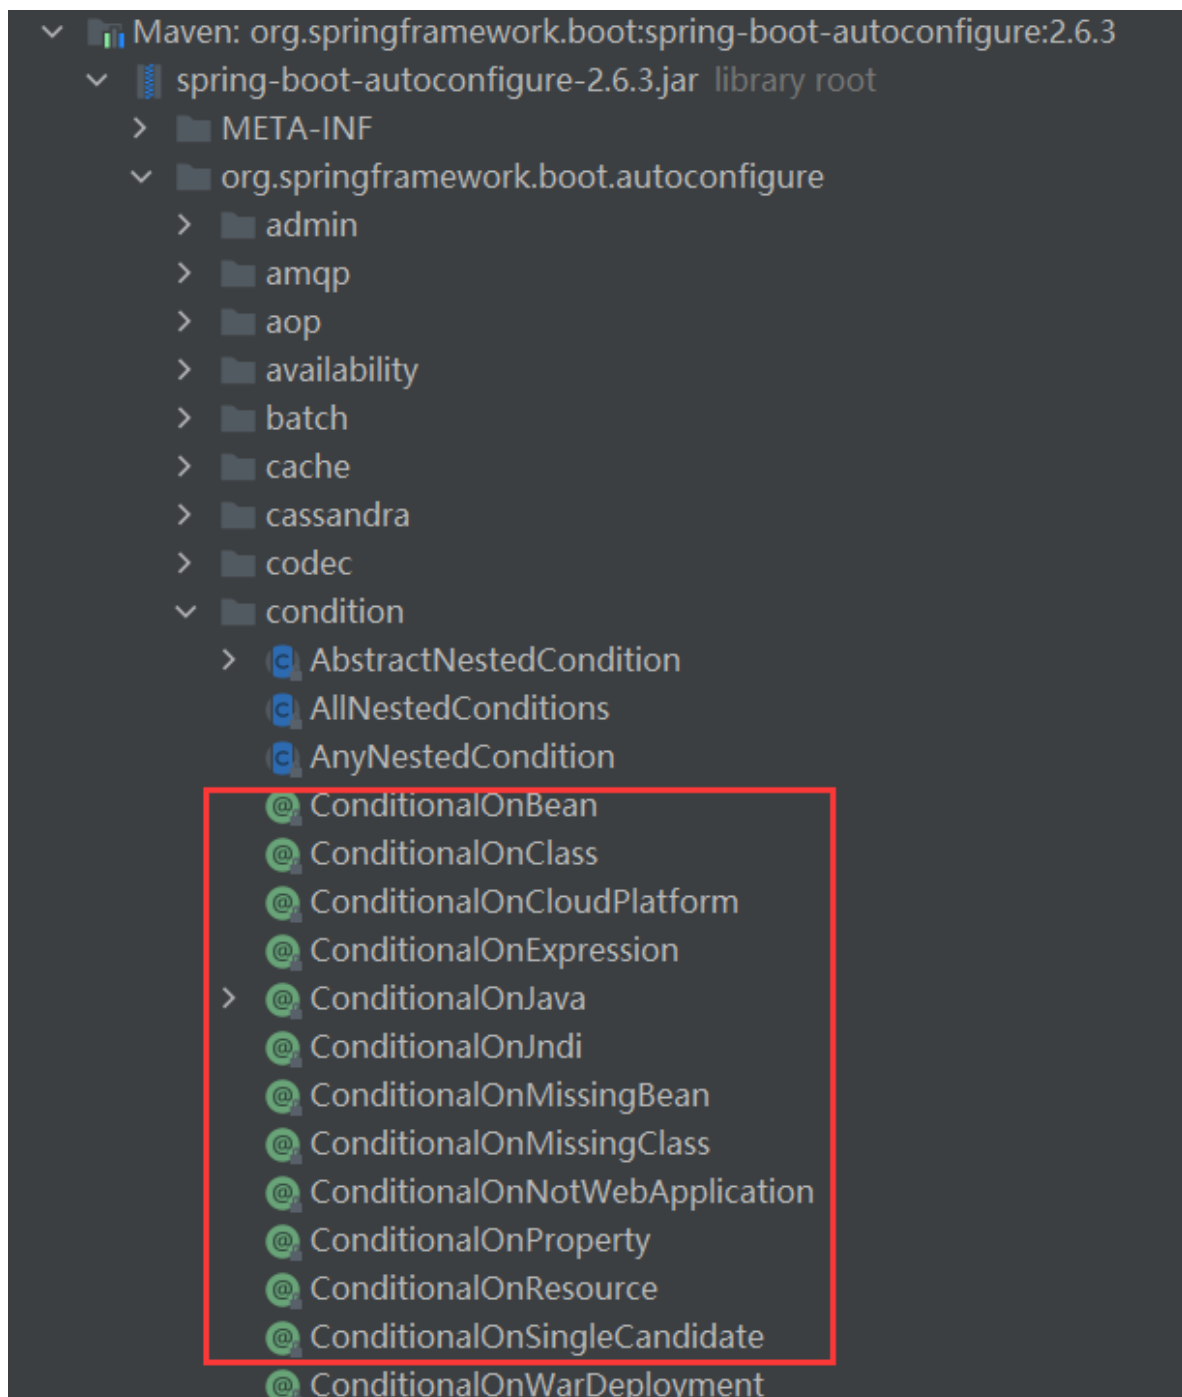 Maven: org.springframework.boot:spring-boot-autoconfigure:2.6.3
spring-boot-autoconfigure-2.6.3.jar library root
META-INF
org.springframework.boot.autoconfigure
admin
amqp
aop
availability
batch
cache
cassandra
codec
condition
AbstractNestedCondition
AllNestedConditions
AnyNestedCondition
ConditionalOnBean
ConditionalOnClass
ConditionalOnCloudPlatform
ConditionalOnExpression
ConditionalOnJava
ConditionalOnJndi
ConditionalOnMissingBean
ConditionalOnMissingClass
ConditionalOnNotWebApplication
ConditionalOnProperty
ConditionalOnResource
ConditionalOnSingleCandidate
ConditionalOnWarDeployment